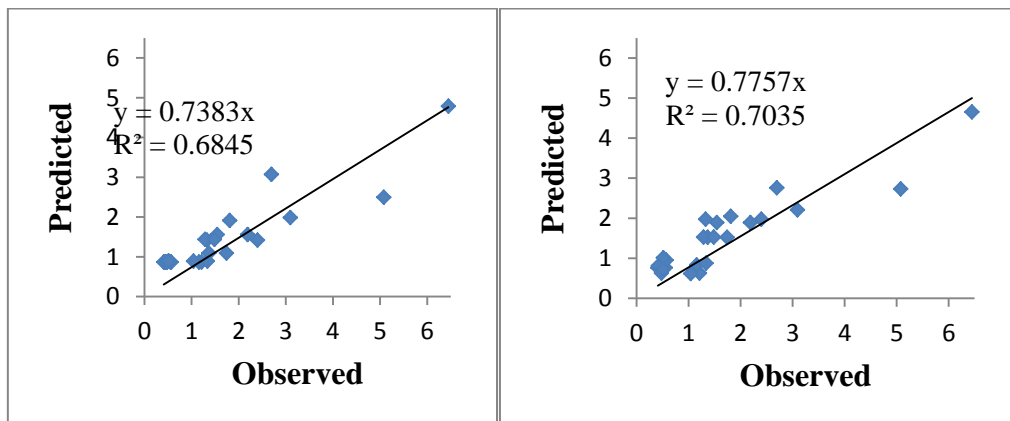 6
5
4
3
2
1
0
Predicted
y = 0.7383x
R² = 0.6845
0 1 2 3 4 5 6
Observed
6
5
4
3
2
1
0
Predicted
y = 0.7757x
R² = 0.7035
0 1 2 3 4 5 6
Observed